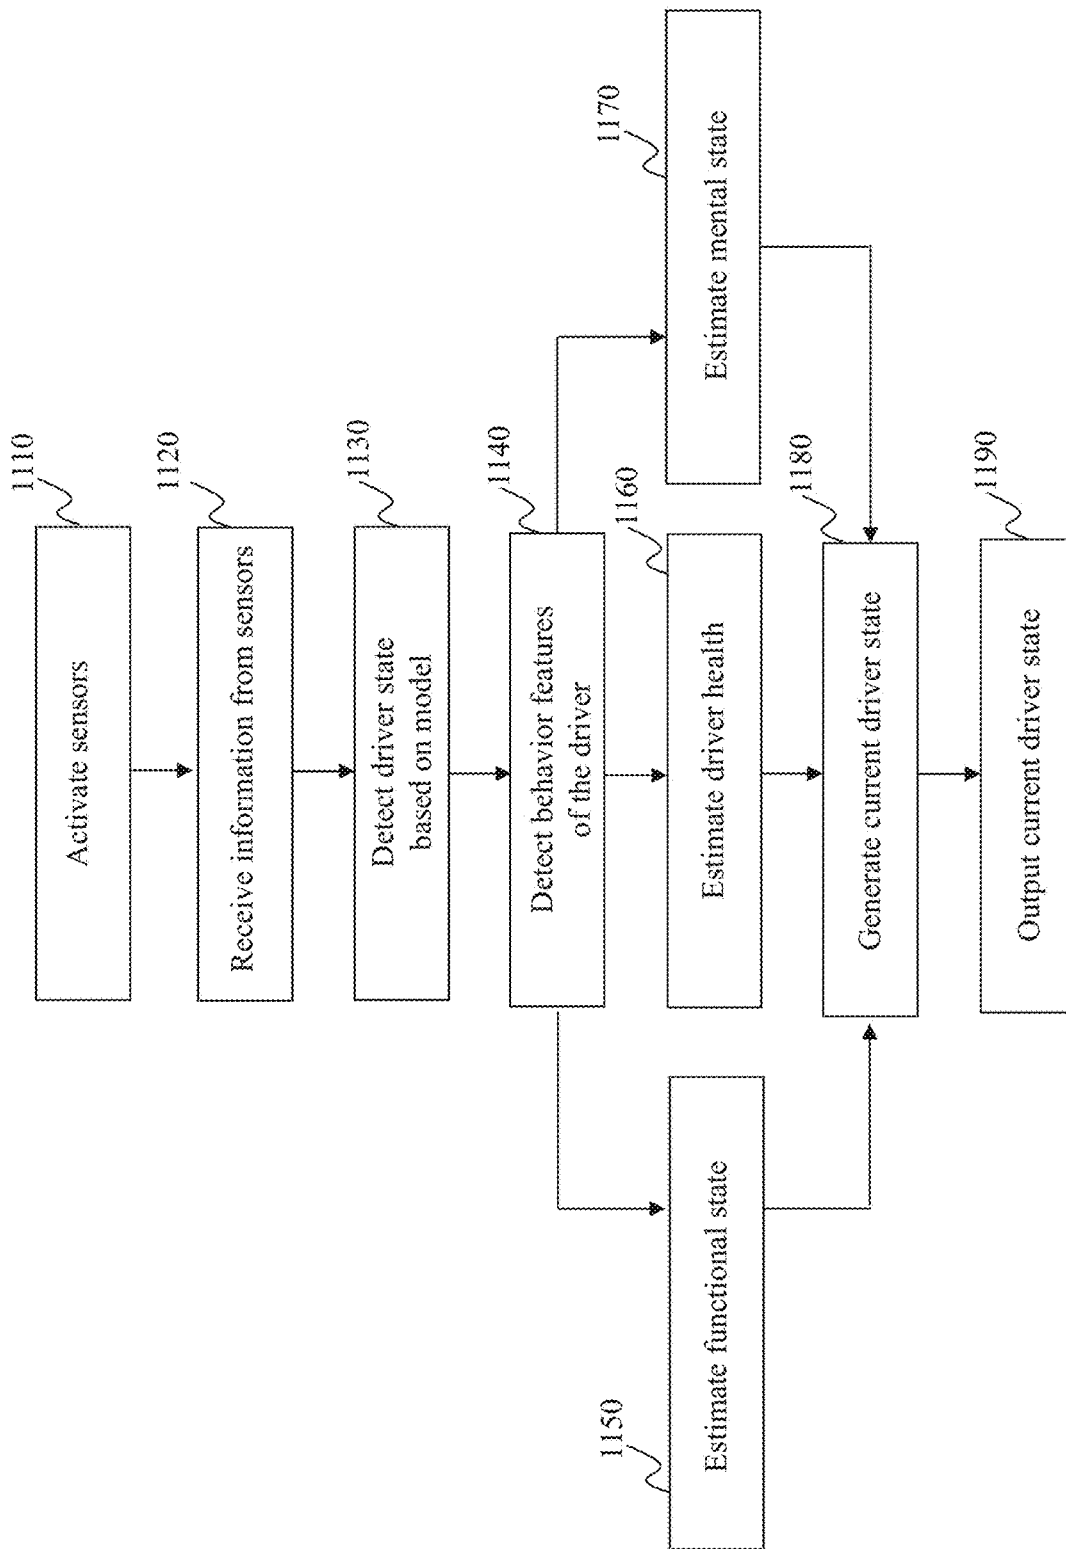 1110
Activate sensors
1120
Receive information from sensors
1130
Detect driver state
based on model
1140
Detect behavior features
of the driver
1150
Estimate functional state
1160
Estimate driver health
1170
Estimate mental state
1180
Generate current driver state
1190
Output current driver state